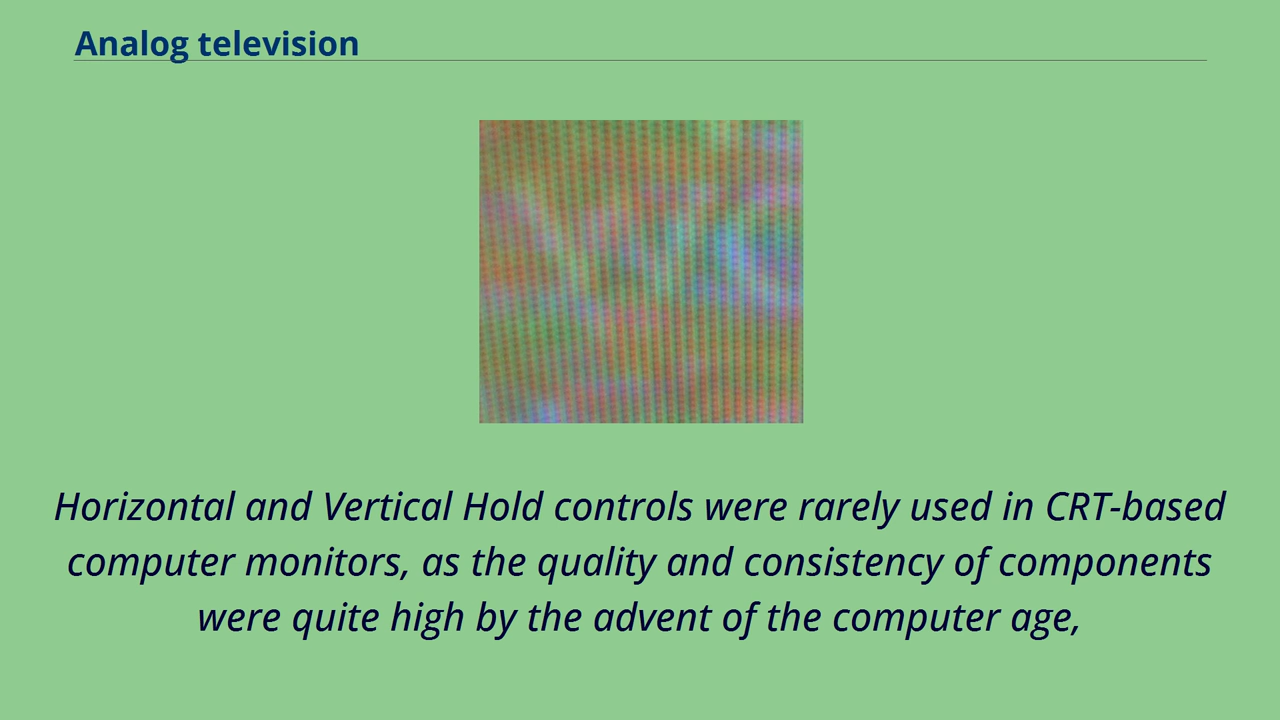 Analog television
Horizontal and Vertical Hold controls were rarely used in CRT-based
computer monitors, as the quality and consistency of components
were quite high by the advent of the computer age,